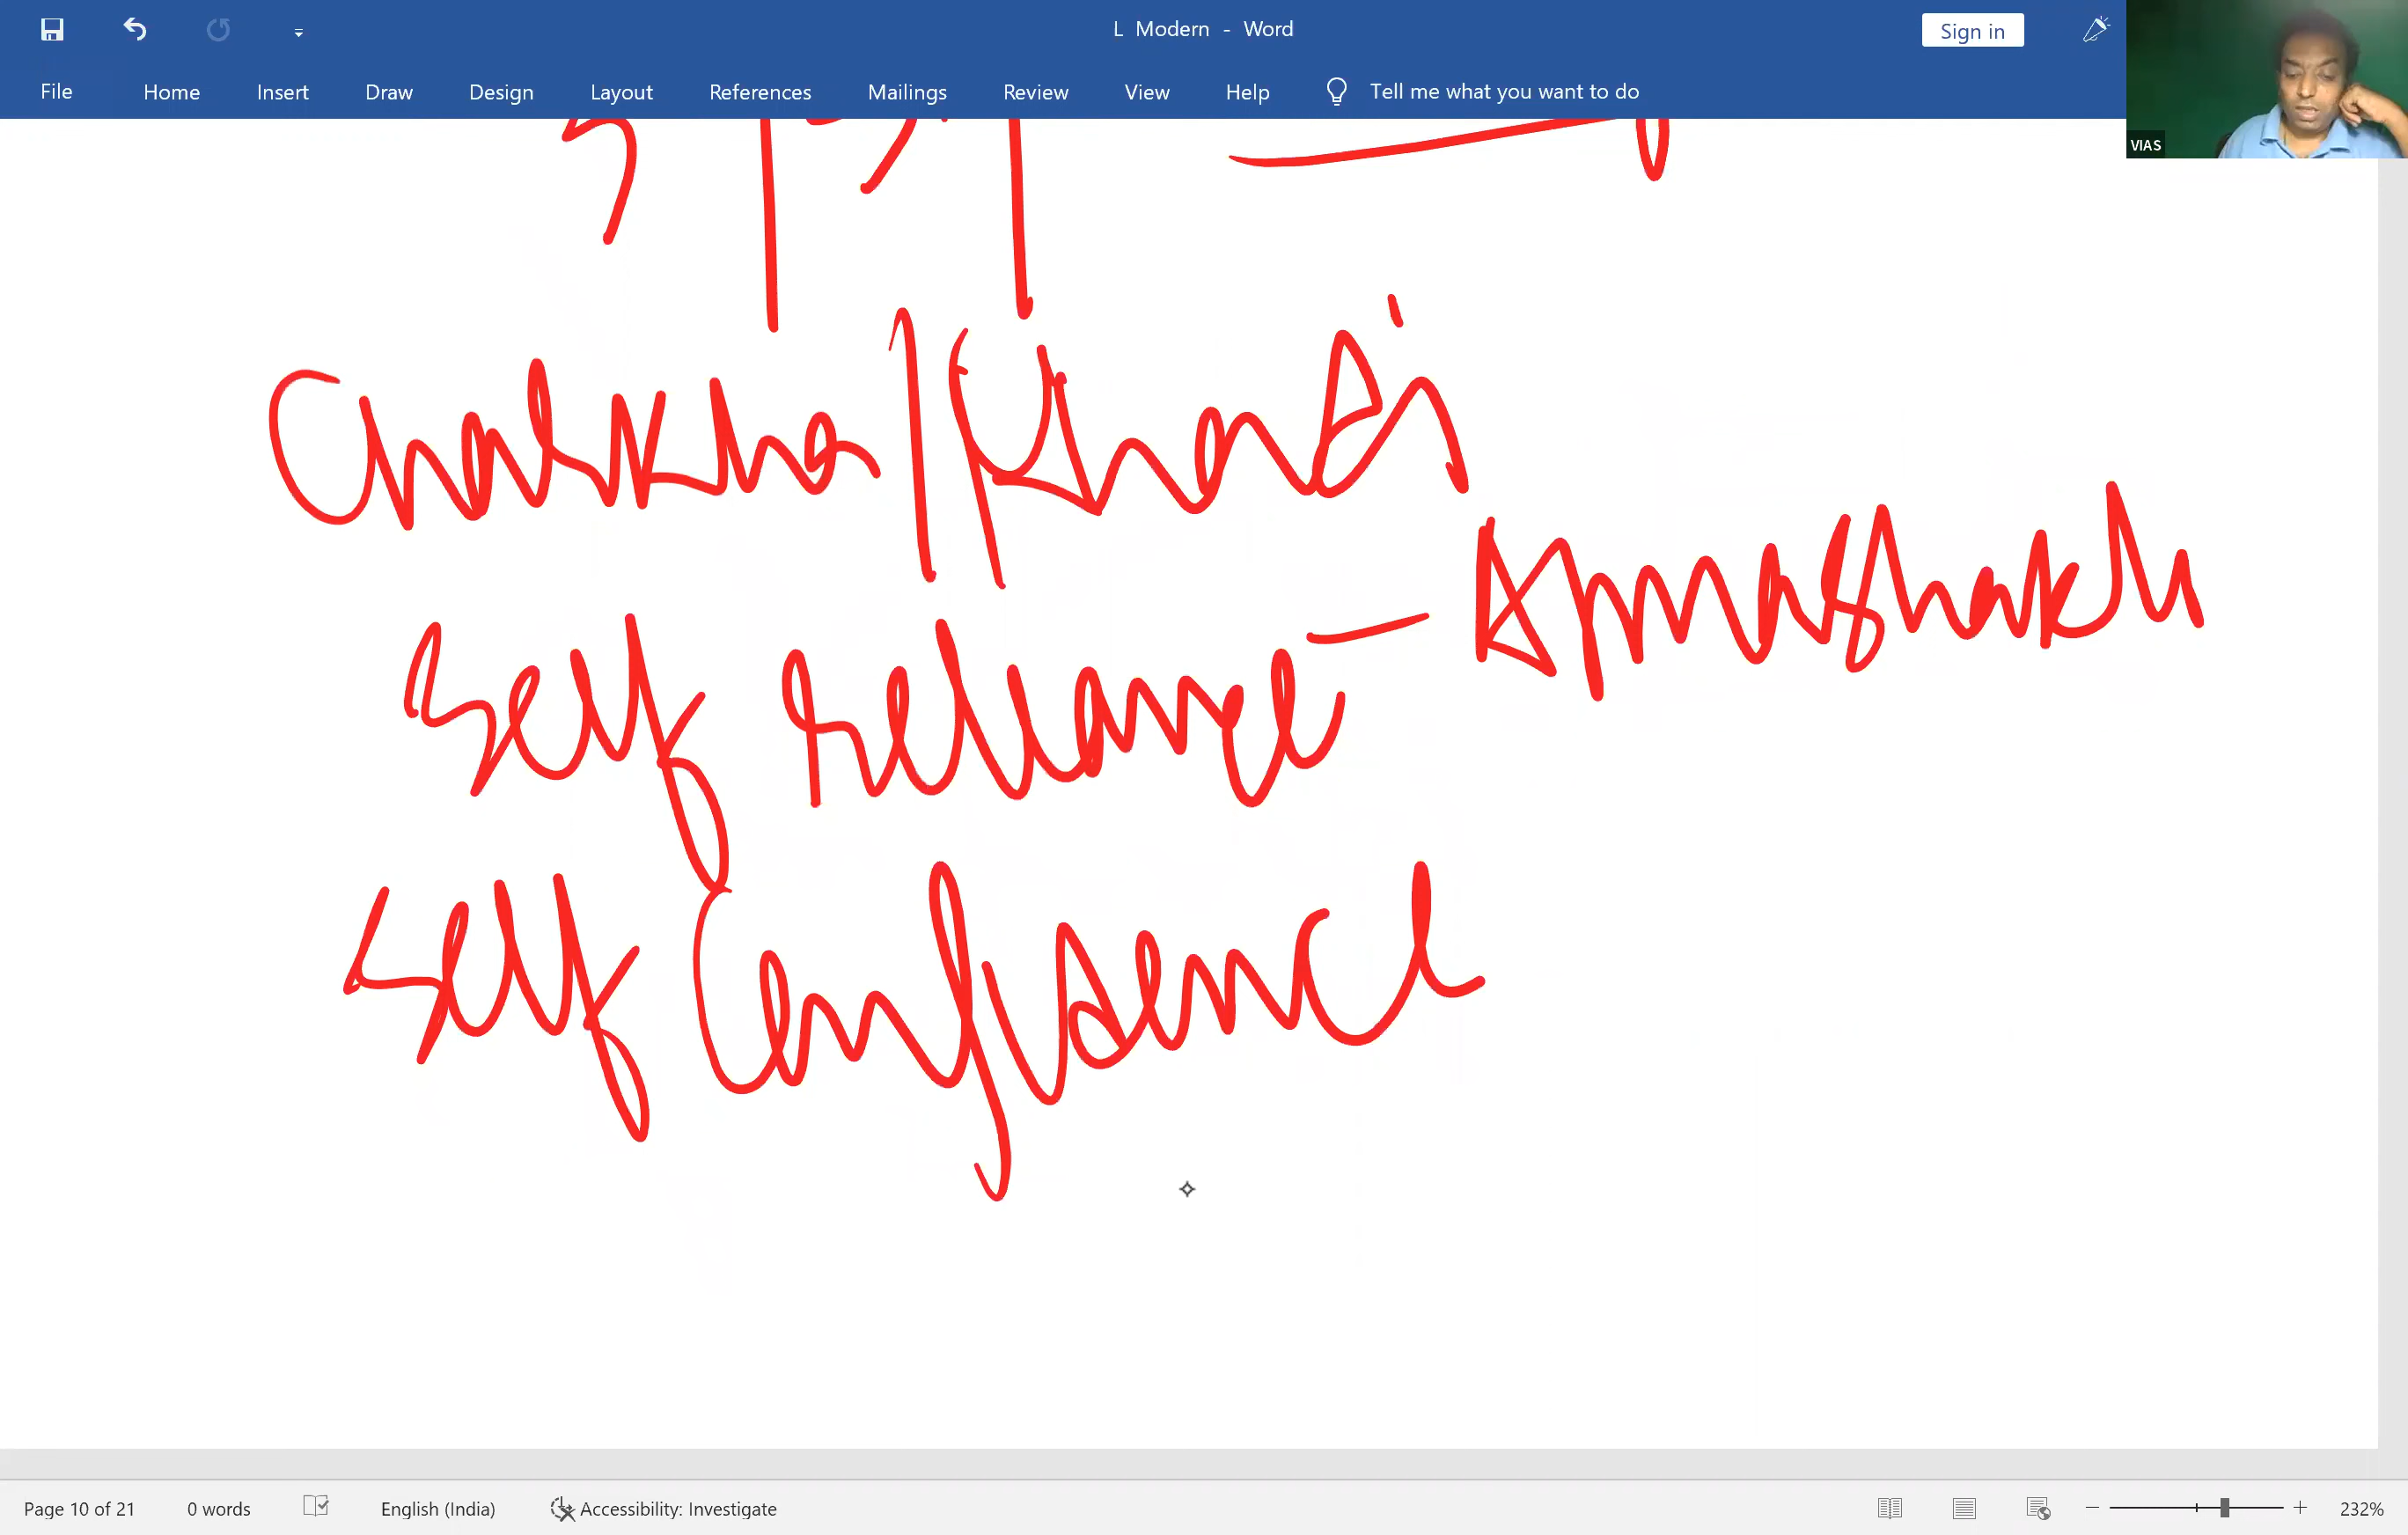 L Modern - Word
Sign in
File Home Insert Draw Design Layout References Mailings Review View Help Tell me what you want to do
VIAS
Charkha / Khadi
Self reliance — Atmashakti
Self Confidence
Page 10 of 21 0 words English (India) Accessibility: Investigate 232%